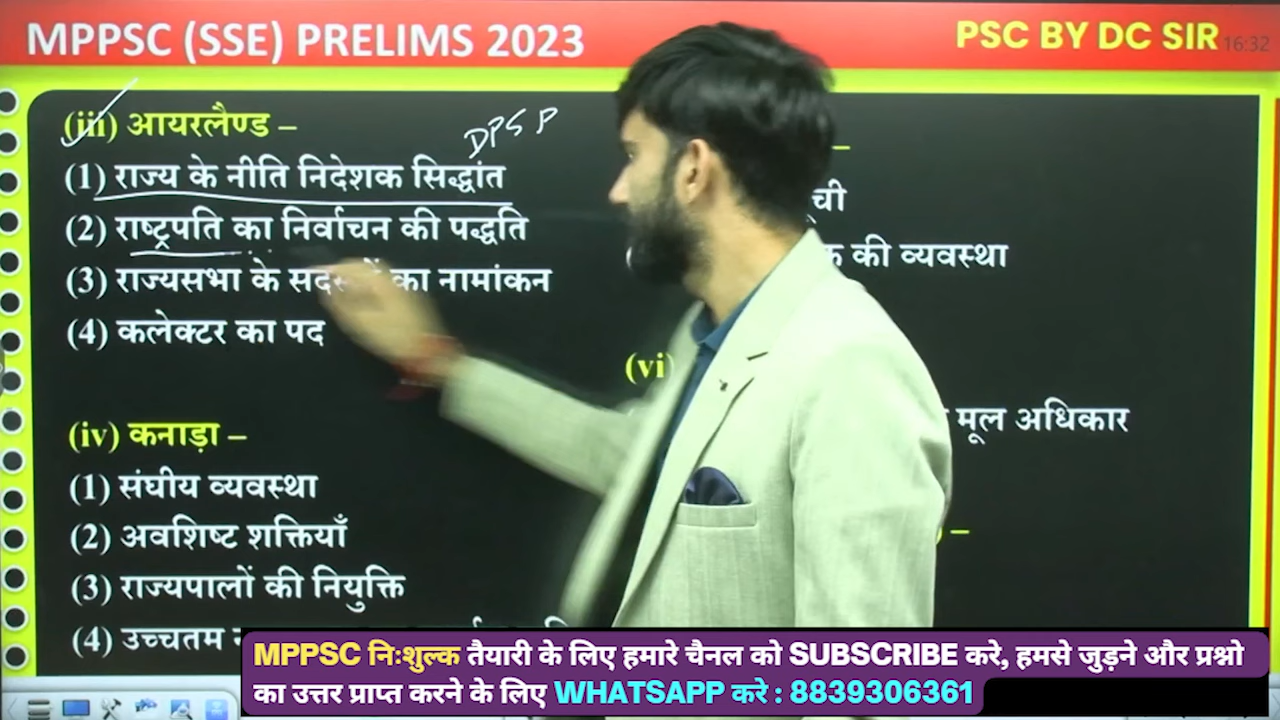 MPPSC (SSE) PRELIMS 2023
PSC BY DC SIR
16:32
(iii) आयरलैण्ड –
DPSP
(1) राज्य के नीति निदेशक सिद्धांत
(2) राष्ट्रपति का निर्वाचन की पद्धति
(3) राज्यसभा के का नामांकन
(4) कलेक्टर का पद
(iv) कनाड़ा –
(1) संघीय व्यवस्था
(2) अवशिष्ट शक्तियाँ
(3) राज्यपालों की नियुक्ति
(4) उच्चतम
–
की व्यवस्था
(vi)
मूल अधिकार
–
MPPSC निःशुल्क तैयारी के लिए हमारे चैनल को SUBSCRIBE करे, हमसे जुड़ने और प्रश्नो
का उत्तर प्राप्त करने के लिए WHATSAPP करे : 8839306361